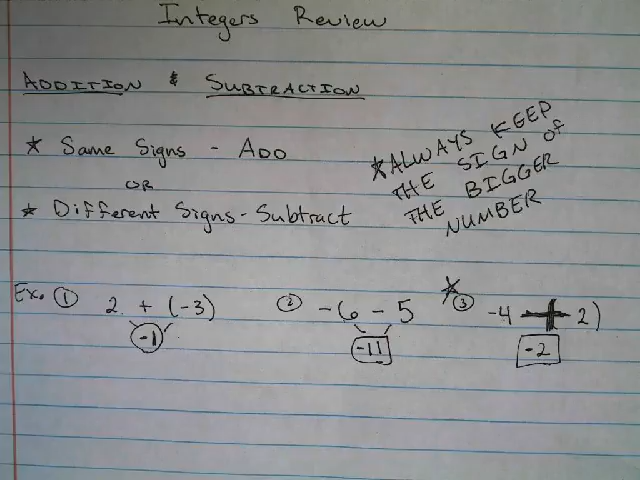 Integers Review
ADDITION & SUBTRACTION
* Same Signs - ADD
OR
* Different Signs - Subtract
* ALWAYS KEEP
THE SIGN OF
THE BIGGER
NUMBER
Ex. ① 2 + (-3)
-1
② -6 - 5
-11
* ③ -4 + 2)
-2